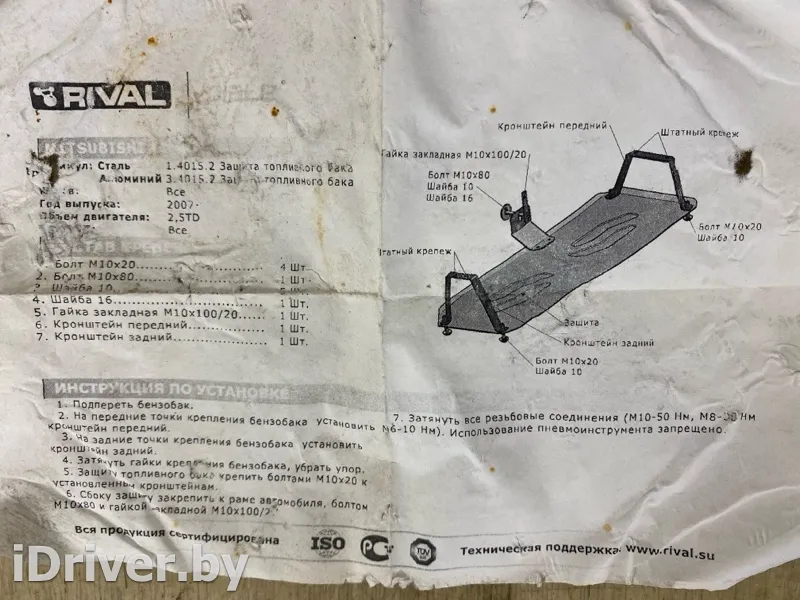 RIVAL
MITSUBISHI
Сталь 1.4015.2 Защита топливного бака
3.4015.2 топливного бака
Все
Год выпуска: 2007-
Объем двигателя: 2,5TD
Все
Болт М10х20 4 Шт.
2. Болт М10х80 1
4. Шайба 16 1 Шт.
5. Гайка закладная М10х100/20 1 Шт.
6. Кронштейн передний 1 Шт.
7. Кронштейн задний 1 Шт.
Кронштейн передний
Штатный крепеж
Гайка закладная М10х100/20
Болт М10х80
Шайба 10
Шайба 16
Болт М10х20
Шайба 10
Штатный крепеж
Защита
Кронштейн задний
Болт М10х20
Шайба 10
ИНСТРУКЦИЯ ПО УСТАНОВКЕ
1. Подпереть бензобак.
2. На передние точки крепления бензобака установить
кронштейн передний.
3. На задние точки крепления бензобака установить
кронштейн задний.
4. Затянуть гайки крепления бензобака, убрать упор.
5. Защиту топливного бака крепить болтами М10х20 к
установленным кронштейнам.
6. Сбоку защиту закрепить к раме автомобиля, болтом
М10х80 и гайкой закладной М10х100/2
7. Затянуть все резьбовые соединения (М10-50 Нм, Нм
М6-10 Нм). Использование пневмоинструмента запрещено.
Вся продукция сертифицирована
ISO
TUV
Техническая поддержка www.rival.su
iDriver.by